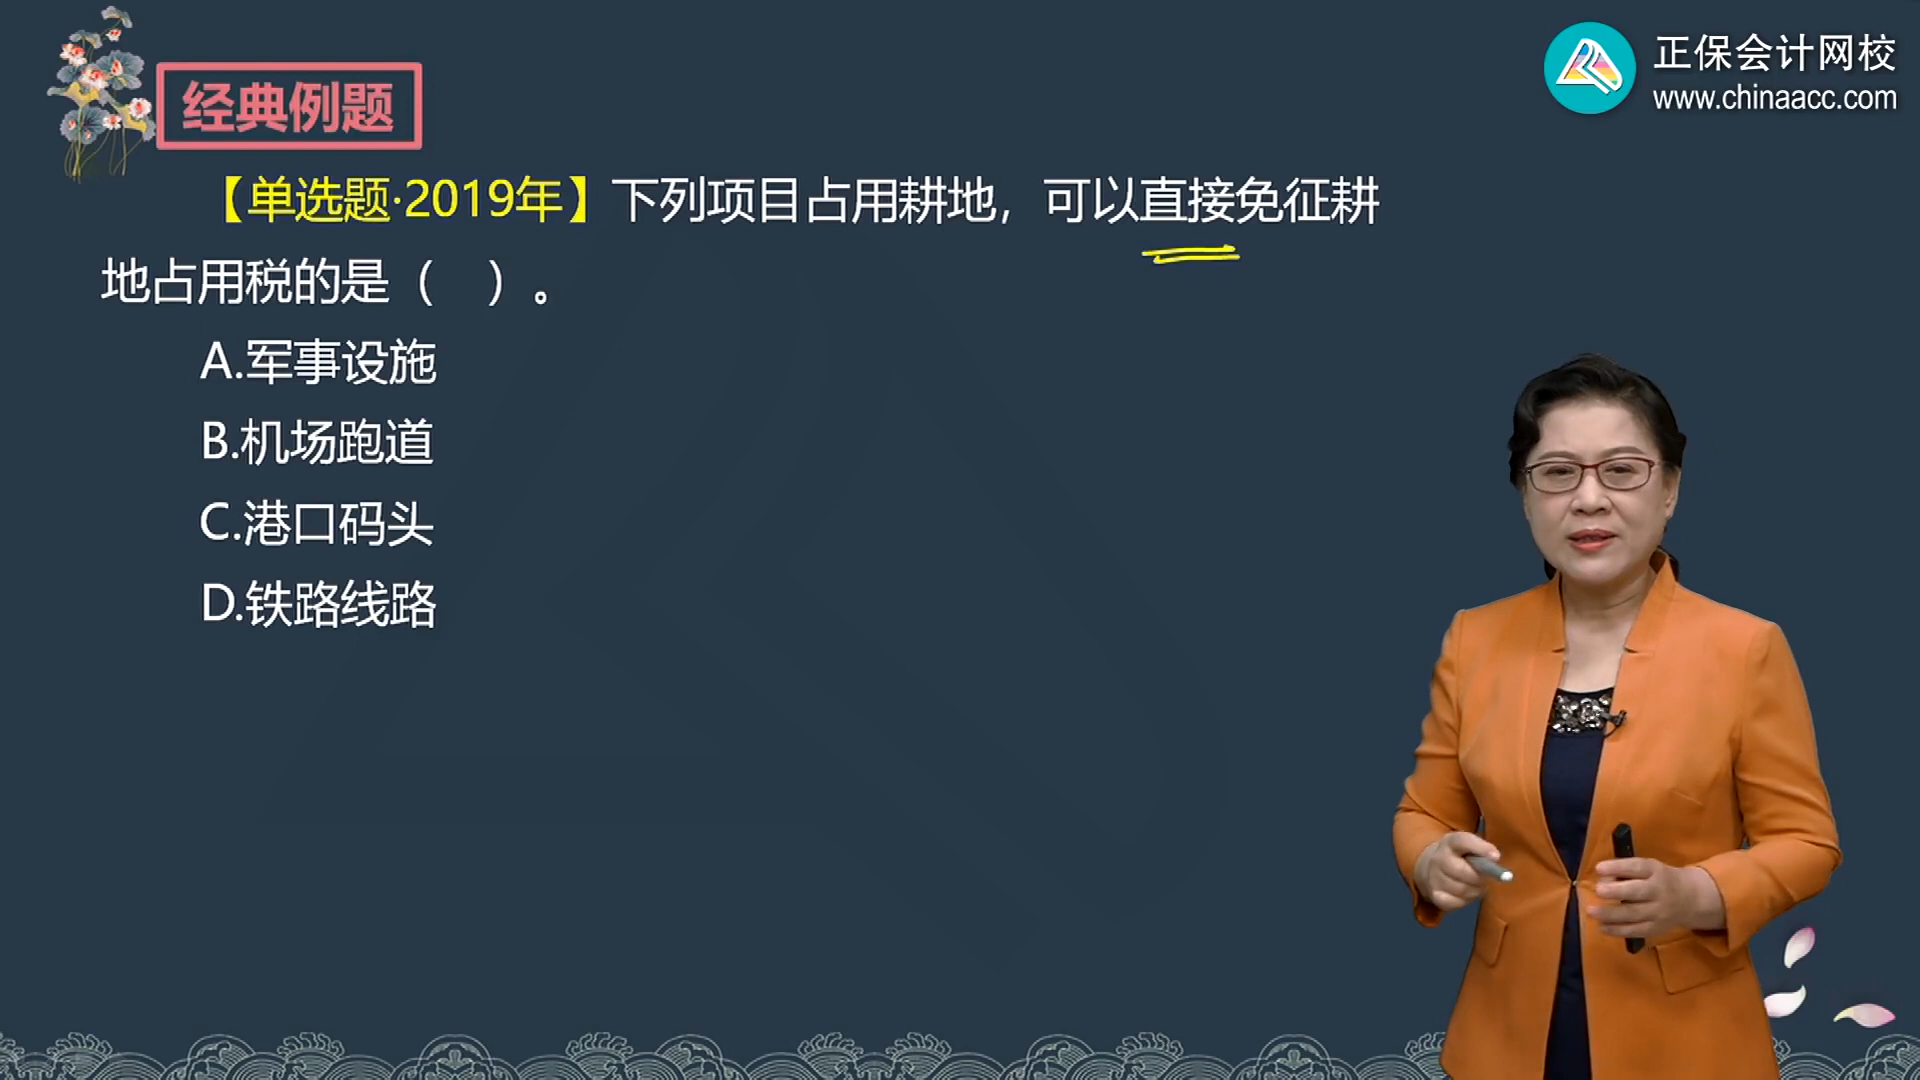 正保会计网校
www.chinaacc.com
经典例题
【单选题·2019年】下列项目占用耕地，可以直接免征耕
地占用税的是（ ）。
A.军事设施
B.机场跑道
C.港口码头
D.铁路线路